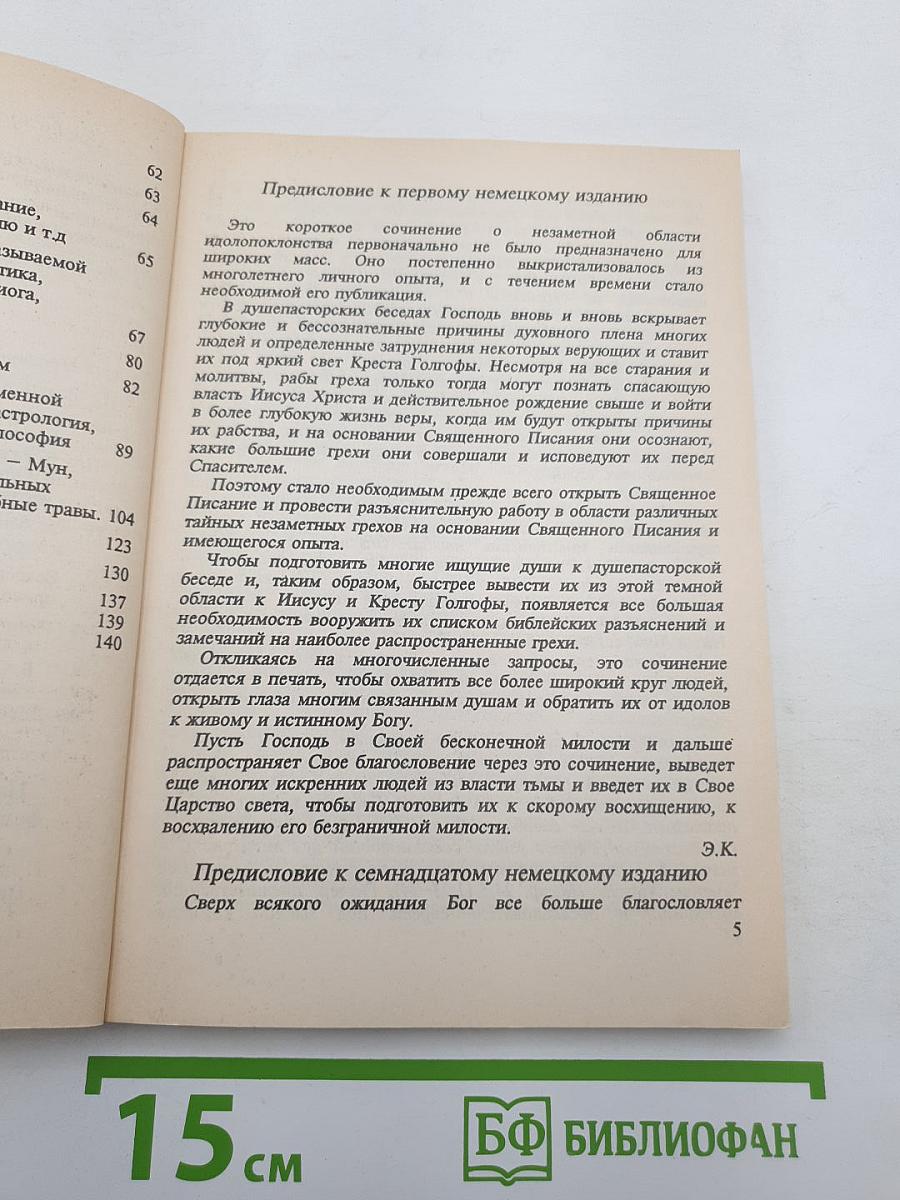 62
63
ание, 64
лю и т.д
зываемой 65
тика,
иога,
67
80
м 82
менной
строlogия,
лософия 89
— Мун,
льных
бные травы. 104
123
130
137
139
140
Предисловие к первому немецкому изданию
Это короткое сочинение о незаметной области
идолопоклонства первоначально не было предназначено для
широких масс. Оно постепенно выкристализовалось из
многолетнего личного опыта, и с течением времени стало
необходимой его публикация.
В душепасторских беседах Господь вновь и вновь вскрывает
глубокие и бессознательные причины духовного плена многих
людей и определенные затруднения некоторых верующих и ставит
их под яркий свет Креста Голгофы. Несмотря на все старания и
молитвы, рабы греха только тогда могут познать спасающую
власть Иисуса Христа и действительное рождение свыше и войти
в более глубокую жизнь веры, когда им будут открыты причины
их рабства, и на основании Священного Писания они осознают,
какие большие грехи они совершали и исповедуют их перед
Спасителем.
Поэтому стало необходимым прежде всего открыть Священное
Писание и провести разъяснительную работу в области различных
тайных незаметных грехов на основании Священного Писания и
имеющегося опыта.
Чтобы подготовить многие ищущие души к душепасторской
беседе и, таким образом, быстрее вывести их из этой темной
области к Иисусу и Кресту Голгофы, появляется все большая
необходимость вооружить их списком библейских разъяснений и
замечаний на наиболее распространенные грехи.
Откликаясь на многочисленные запросы, это сочинение
отдается в печать, чтобы охватить все более широкий круг людей,
открыть глаза многим связанным душам и обратить их от идолов
к живому и истинному Богу.
Пусть Господь в Своей бесконечной милости и дальше
распространяет Свое благословение через это сочинение, выведет
еще многих искренних людей из власти тьмы и введет их в Свое
Царство света, чтобы подготовить их к скорому восхищению, к
восхвалению его безграничной милости.
Э.К.
Предисловие к семнадцатому немецкому изданию
Сверх всякого ожидания Бог все больше благословляет
5
15 см
БФ БИБЛИОФАН